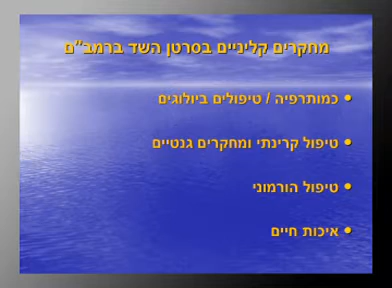 מחקרים קליניים בסרטן השד ברמב"ם
• כמותרפיה / טיפולים ביולוגים
• טיפול קרינתי ומחקרים גנטיים
• טיפול הורמוני
• איכות חיים